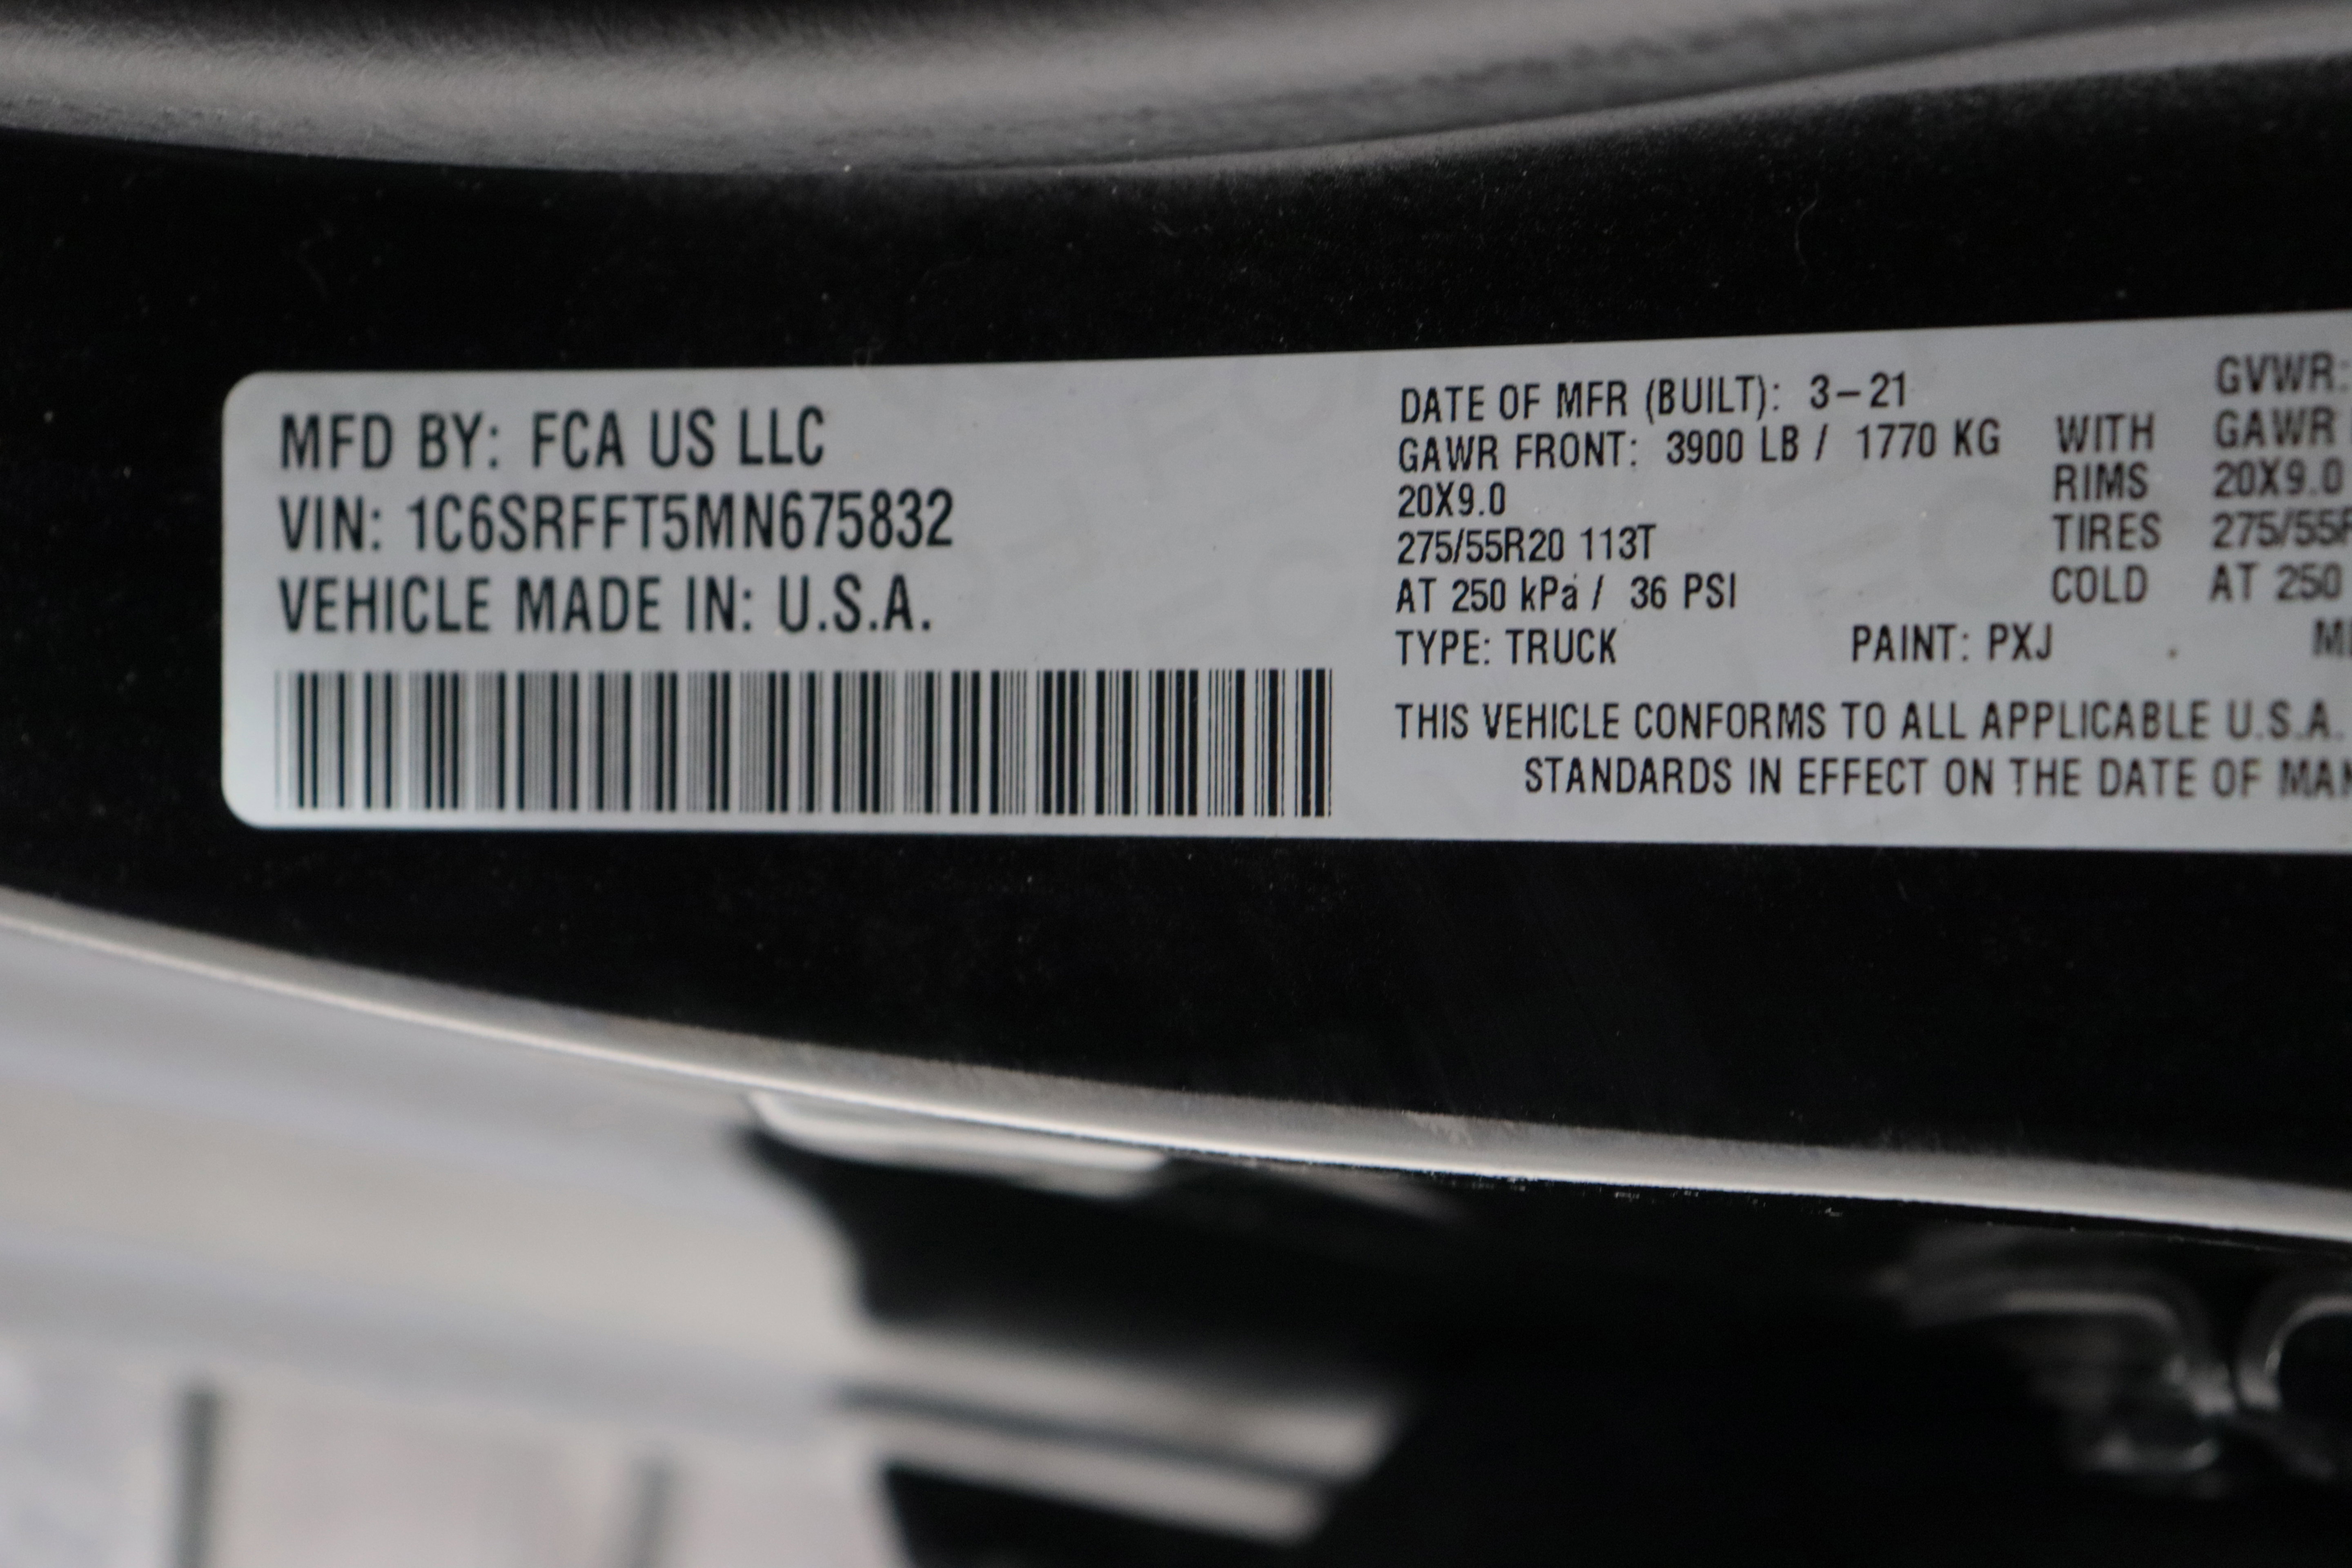 MFD BY: FCA US LLC
VIN: 1C6SRFFT5MN675832
VEHICLE MADE IN: U.S.A.
DATE OF MFR (BUILT): 3-21 GVWR:
GAWR FRONT: 3900 LB / 1770 KG WITH GAWR
20X9.0 RIMS 20X9.0
275/55R20 113T TIRES 275/55R
AT 250 kPa / 36 PSI COLD AT 250
TYPE: TRUCK PAINT: PXJ
THIS VEHICLE CONFORMS TO ALL APPLICABLE U.S.A.
STANDARDS IN EFFECT ON THE DATE OF MAN